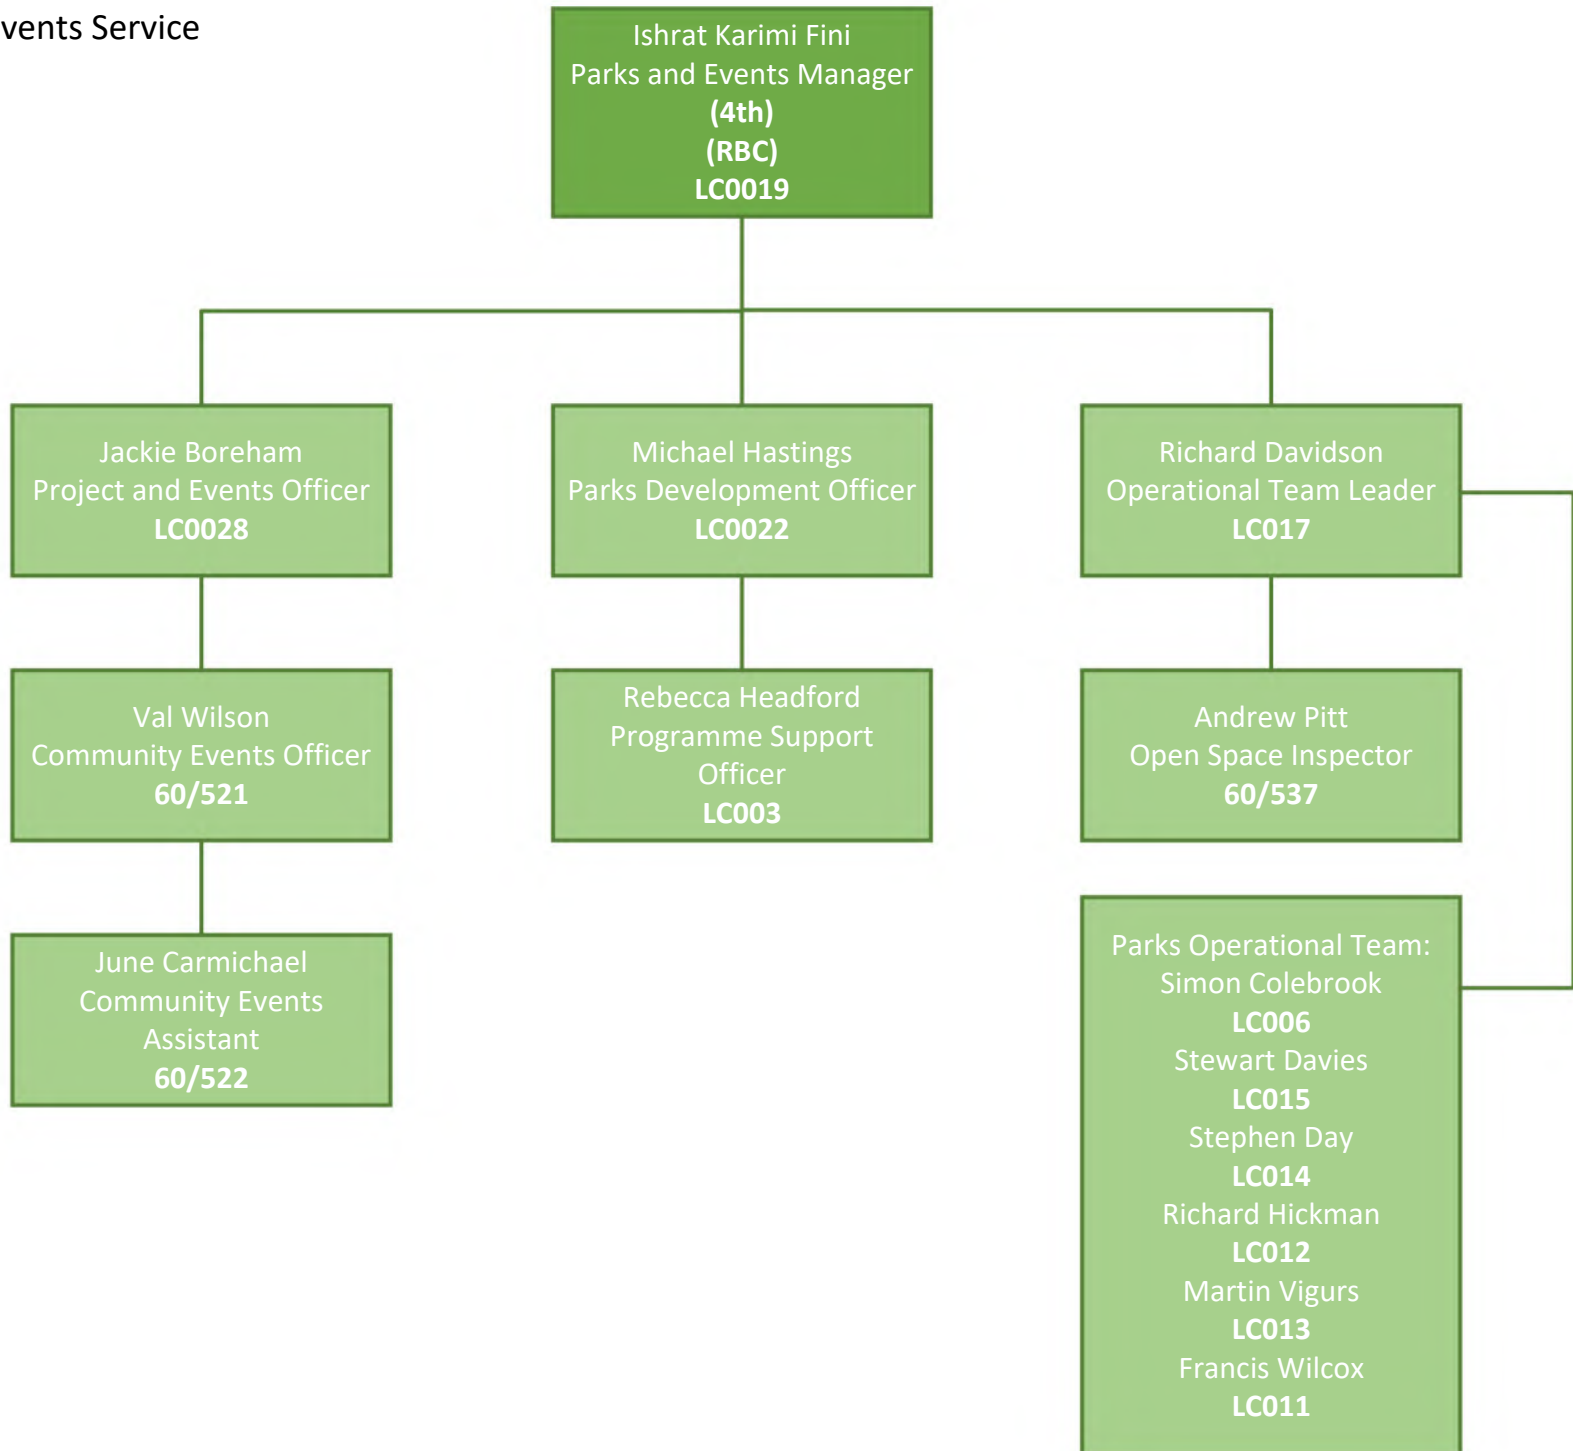 vents Service
Ishrat Karimi Fini
Parks and Events Manager
(4th)
(RBC)
LC0019
Jackie Boreham
Project and Events Officer
LC0028
Michael Hastings
Parks Development Officer
LC0022
Richard Davidson
Operational Team Leader
LC017
Val Wilson
Community Events Officer
60/521
Rebecca Headford
Programme Support
Officer
LC003
Andrew Pitt
Open Space Inspector
60/537
June Carmichael
Community Events
Assistant
60/522
Parks Operational Team:
Simon Colebrook
LC006
Stewart Davies
LC015
Stephen Day
LC014
Richard Hickman
LC012
Martin Vigurs
LC013
Francis Wilcox
LC011